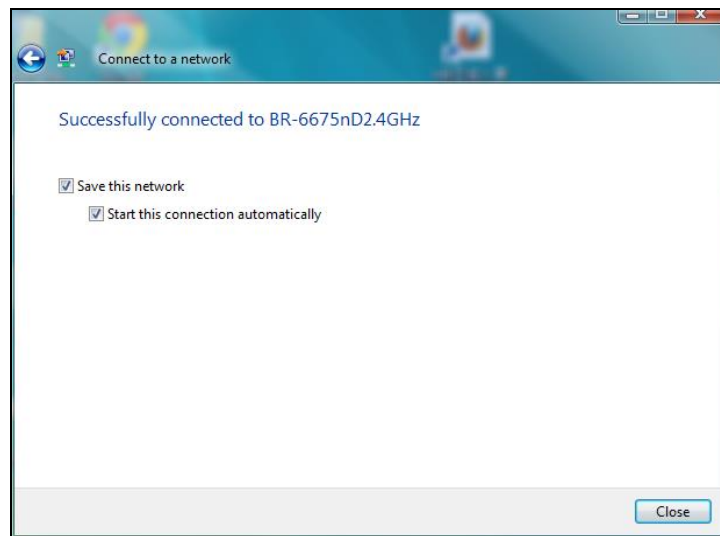 Connect to a network
Successfully connected to BR-6675nD2.4GHz
Save this network
Start this connection automatically
Close